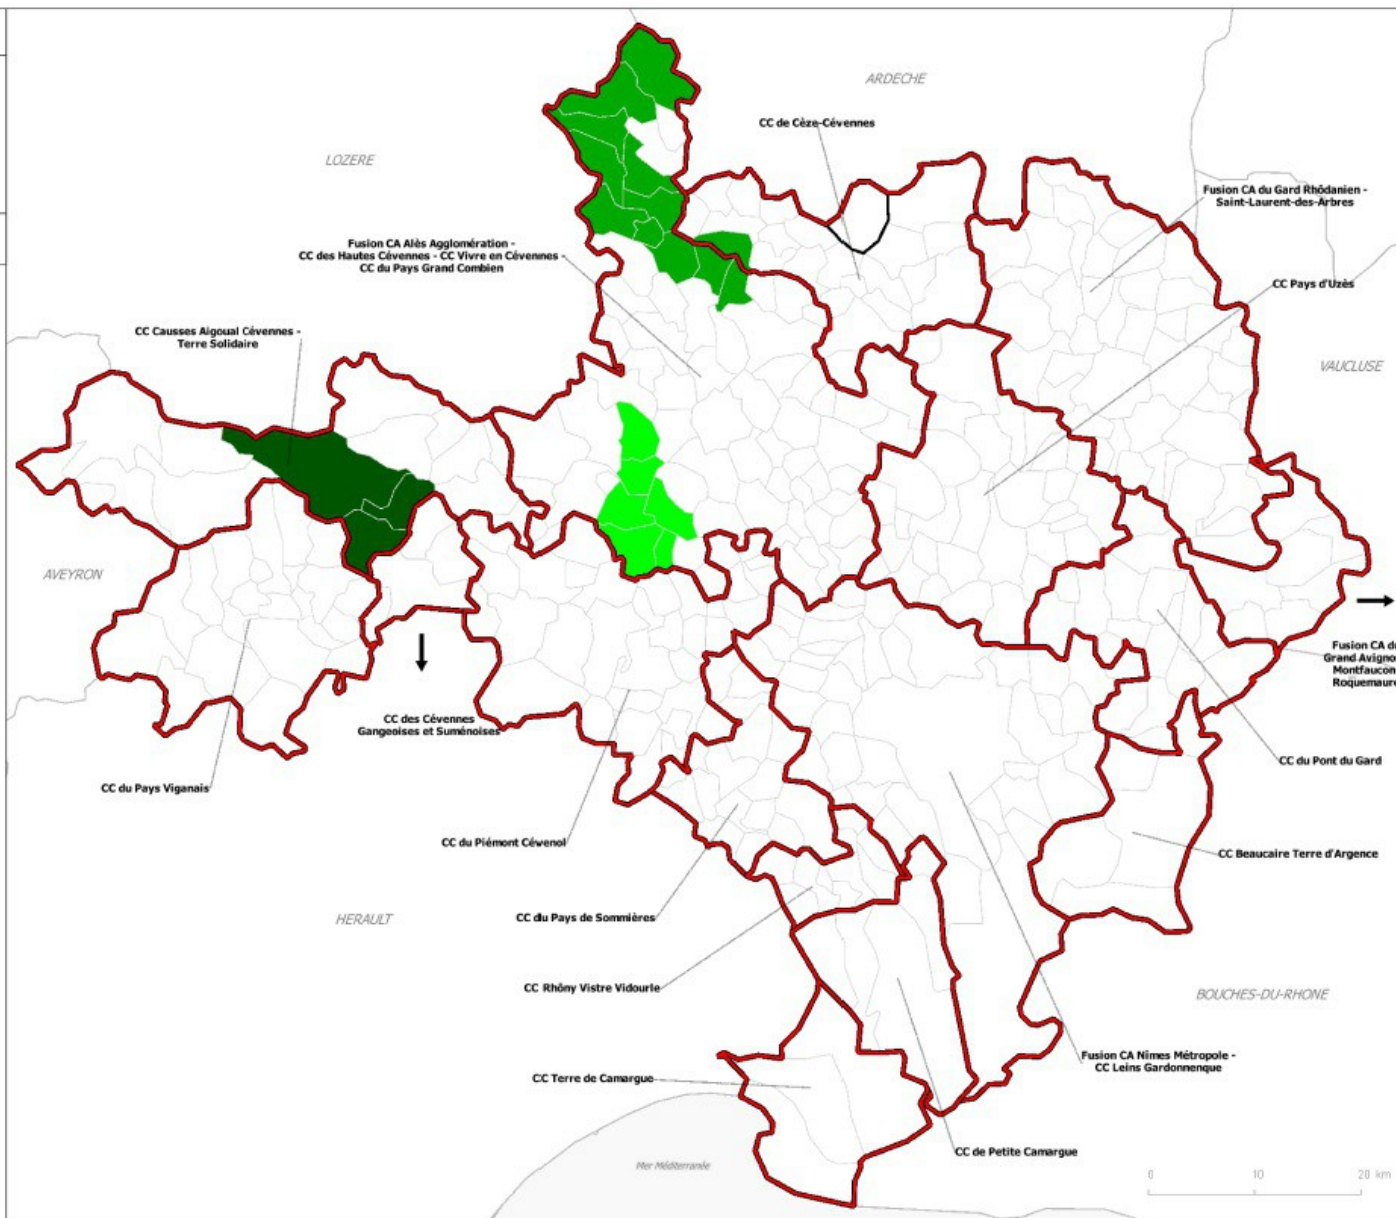 ARDECHE
CC de Cèze-Cévennes
LOZERE
Fusion CA du Gard Rhôdanien -
Saint-Laurent-des-Arbres
Fusion CA Alès Agglomération -
CC des Hautes Cévennes - CC Vivre en Cévennes -
CC du Pays Grand Combien
CC Pays d'Uzès
CC Causses Aigoual Cévennes -
Terre Solidaire
VAUCLUSE
AVEYRON
Fusion CA du
Grand Avigno
Montfaucon
Roquemaure
CC des Cévennes
Gangeoises et Suménoises
CC du Pont du Gard
CC du Pays Viganais
CC du Piémont Cévenol
CC Beaucaire Terre d'Argence
HERAULT
CC du Pays de Sommières
CC Rhôny Vistre Vidourle
BOUCHES-DU-RHONE
Fusion CA Nîmes Métropole -
CC Leins Gardonnenque
CC Terre de Camargue
CC de Petite Camargue
Mer Méditerranée
0 10 20 km